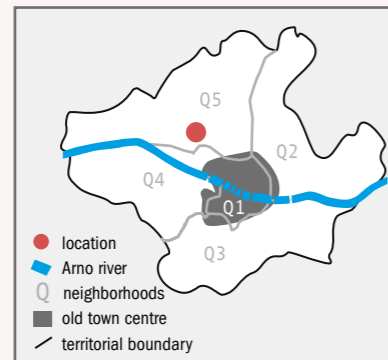 Q5
Q2
Q4
Q1
Q3
location
Arno river
Q neighborhoods
old town centre
territorial boundary